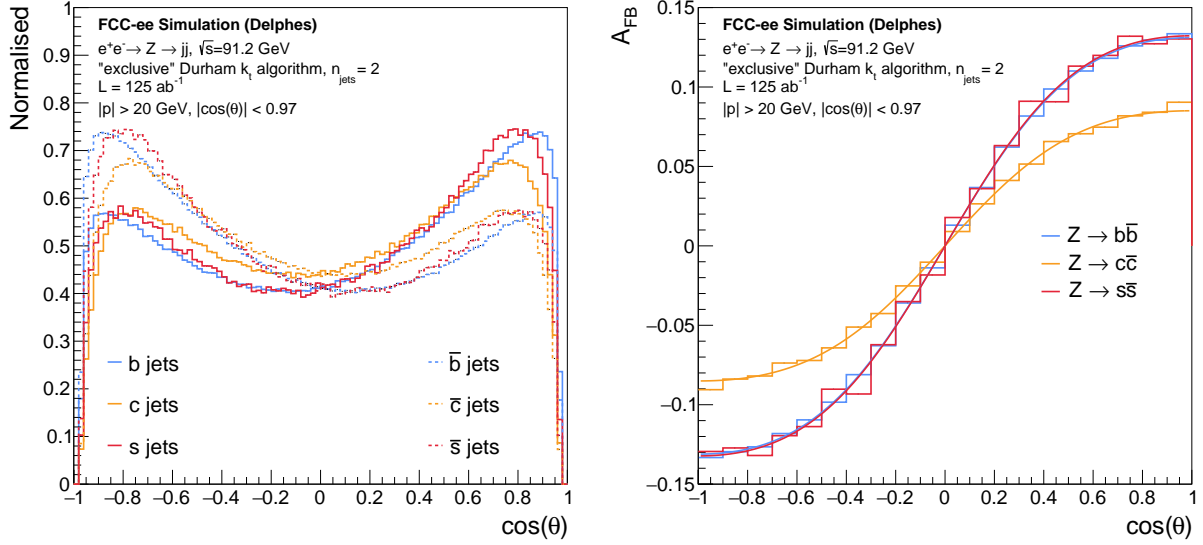 FCC-ee Simulation (Delphes)
e⁺e⁻→ Z → jj, √s=91.2 GeV
"exclusive" Durham kₜ algorithm, n_jets = 2
L = 125 ab⁻¹
|p| > 20 GeV, |cos(θ)| < 0.97
Normalised
1
0.9
0.8
0.7
0.6
0.5
0.4
0.3
0.2
0.1
0
b jets
b̅ jets
c jets
c̅ jets
s jets
s̅ jets
−1 −0.8 −0.6 −0.4 −0.2 0 0.2 0.4 0.6 0.8 1
cos(θ)
FCC-ee Simulation (Delphes)
e⁺e⁻→ Z → jj, √s=91.2 GeV
"exclusive" Durham kₜ algorithm, n_jets = 2
L = 125 ab⁻¹
|p| > 20 GeV, |cos(θ)| < 0.97
A_FB
0.15
0.1
0.05
0
−0.05
−0.1
−0.15
Z → bb̅
Z → cc̅
Z → ss̅
−1 −0.8 −0.6 −0.4 −0.2 0 0.2 0.4 0.6 0.8 1
cos(θ)